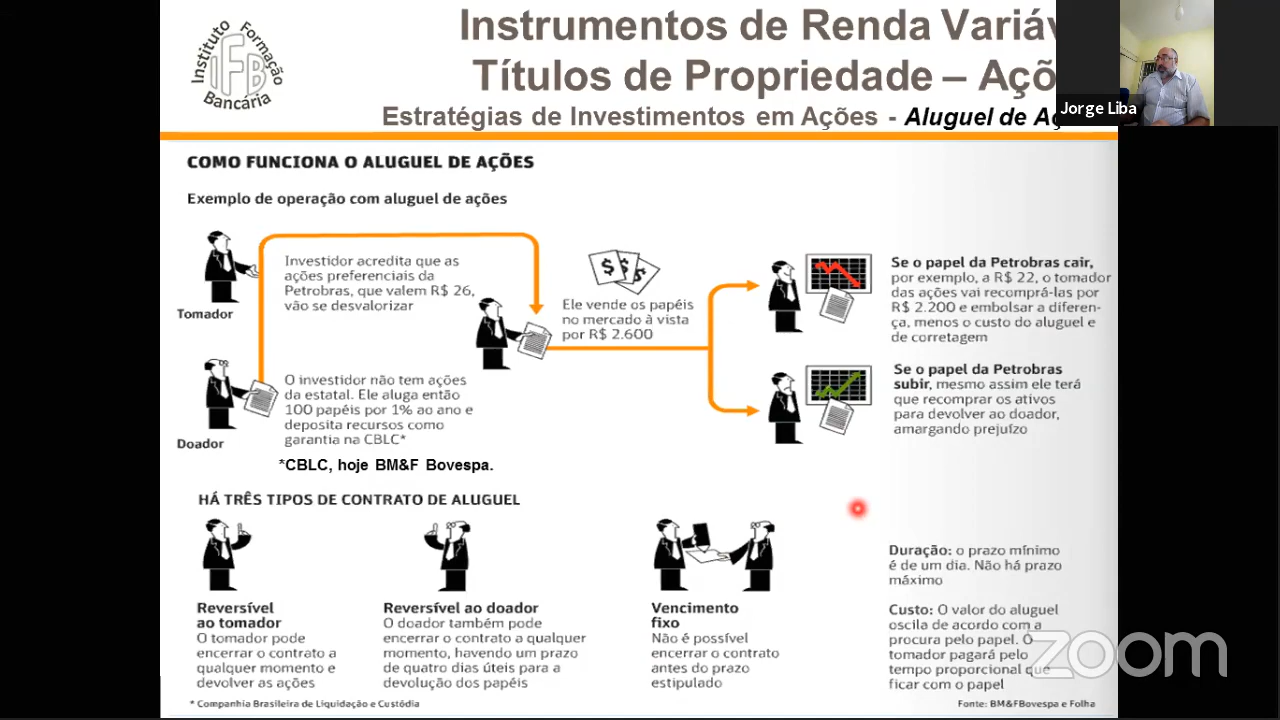 Instituto Formação Bancária
IFB
Instrumentos de Renda Variáv
Títulos de Propriedade – Açõ
Estratégias de Investimentos em Ações - Aluguel de Aç
Jorge Liba
COMO FUNCIONA O ALUGUEL DE AÇÕES
Exemplo de operação com aluguel de ações
Tomador
Investidor acredita que as
ações preferenciais da
Petrobras, que valem R$ 26,
vão se desvalorizar
Doador
O investidor não tem ações
da estatal. Ele aluga então
100 papéis por 1% ao ano e
deposita recursos como
garantia na CBLC*
*CBLC, hoje BM&F Bovespa.
$ $ $
Ele vende os papéis
no mercado à vista
por R$ 2.600
Se o papel da Petrobras cair,
por exemplo, a R$ 22, o tomador
das ações vai recomprá-las por
R$ 2.200 e embolsar a diferen-
ça, menos o custo do aluguel e
de corretagem
Se o papel da Petrobras
subir, mesmo assim ele terá
que recomprar os ativos
para devolver ao doador,
amargando prejuízo
HÁ TRÊS TIPOS DE CONTRATO DE ALUGUEL
Reversível
ao tomador
O tomador pode
encerrar o contrato a
qualquer momento e
devolver as ações
Reversível ao doador
O doador também pode
encerrar o contrato a qualquer
momento, havendo um prazo
de quatro dias úteis para a
devolução dos papéis
Vencimento
fixo
Não é possível
encerrar o contrato
antes do prazo
estipulado
Duração: o prazo mínimo
é de um dia. Não há prazo
máximo
Custo: O valor do aluguel
oscila de acordo com a
procura pelo papel. O
tomador pagará pelo
tempo proporcional que
ficar com o papel
zoom
* Companhia Brasileira de Liquidação e Custódia
Fonte: BM&FBovespa e Folha